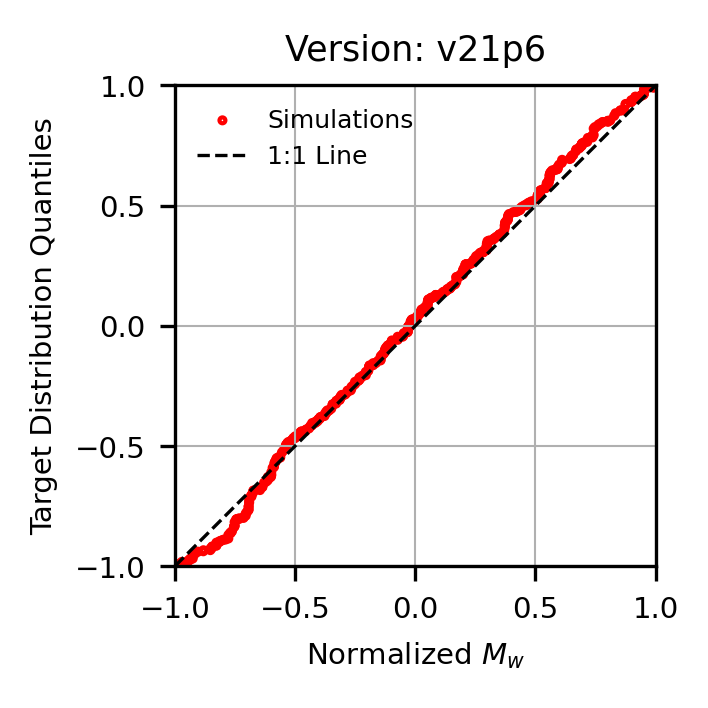 Version: v21p6
Target Distribution Quantiles
1.0
0.5
0.0
−0.5
−1.0
Simulations
1:1 Line
−1.0 −0.5 0.0 0.5 1.0
Normalized M_w